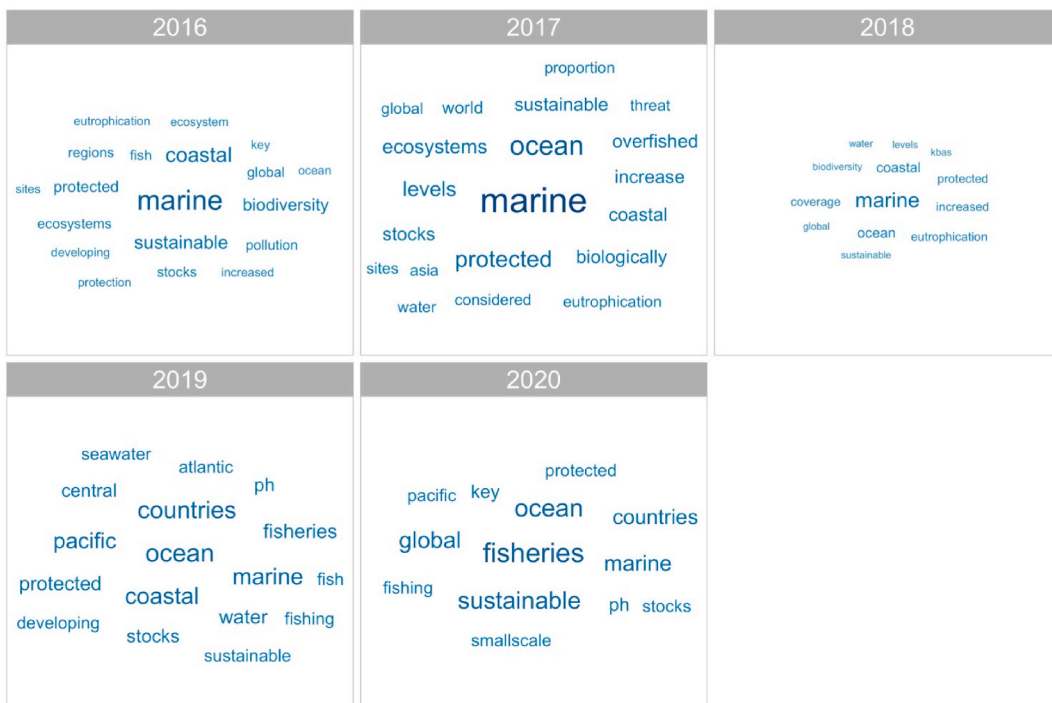 2016
eutrophication ecosystem
key
regions fish coastal
global ocean
sites protected
marine biodiversity
ecosystems
sustainable pollution
developing
stocks increased
protection
2017
proportion
global world sustainable threat
ecosystems ocean overfished
levels increase
marine
coastal
stocks
protected biologically
sites asia
water considered eutrophication
2018
water levels
kbas
biodiversity coastal
protected
coverage marine increased
global
ocean eutrophication
sustainable
2019
seawater
atlantic
central ph
countries
fisheries
pacific
ocean
protected marine fish
coastal
developing water fishing
stocks
sustainable
2020
protected
pacific key
ocean
countries
global
fisheries
marine
fishing
sustainable ph stocks
smallscale